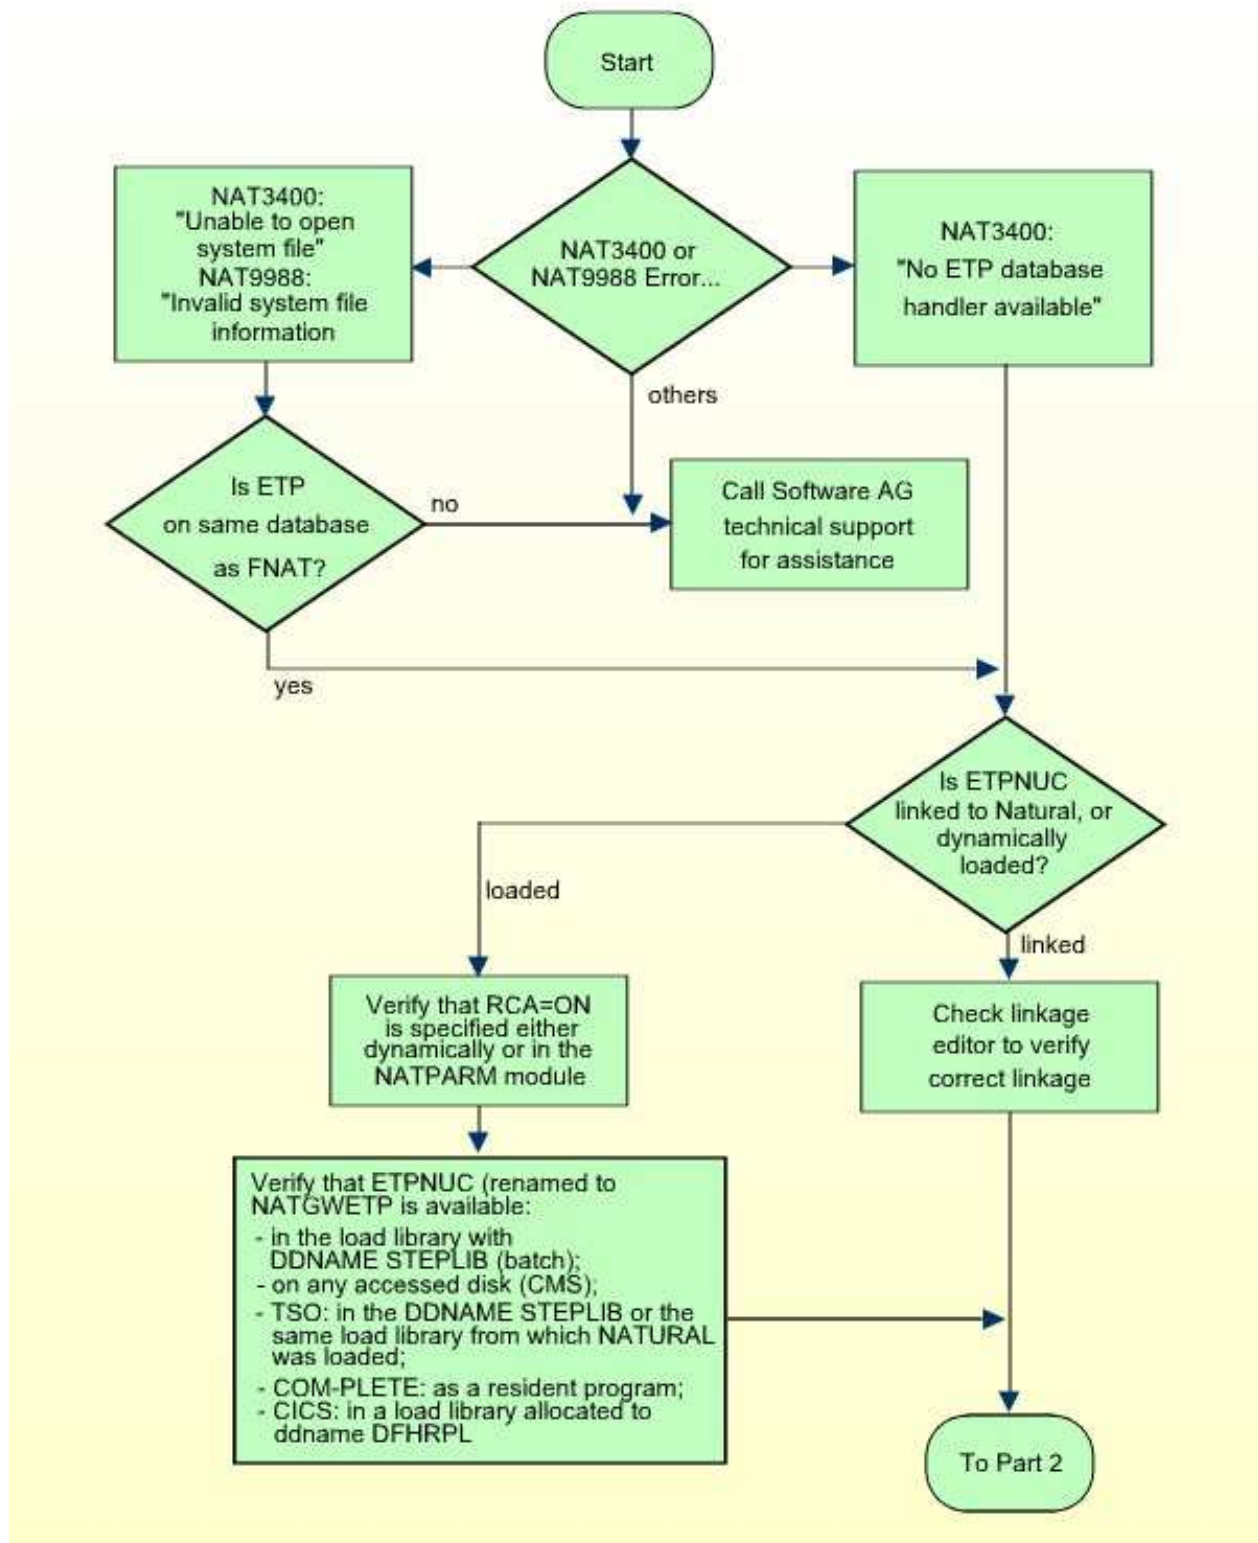 Start
NAT3400:
"Unable to open
system file"
NAT9988:
"Invalid system file
information
NAT3400 or
NAT9988 Error...
NAT3400:
"No ETP database
handler available"
others
Is ETP
on same database
as FNAT?
no
Call Software AG
technical support
for assistance
yes
Is ETPNUC
linked to Natural, or
dynamically
loaded?
loaded
linked
Verify that RCA=ON
is specified either
dynamically or in the
NATPARM module
Check linkage
editor to verify
correct linkage
Verify that ETPNUC (renamed to
NATGWETP is available:
- in the load library with
DDNAME STEPLIB (batch);
- on any accessed disk (CMS);
- TSO: in the DDNAME STEPLIB or the
same load library from which NATURAL
was loaded;
- COM-PLETE: as a resident program;
- CICS: in a load library allocated to
ddname DFHRPL
To Part 2